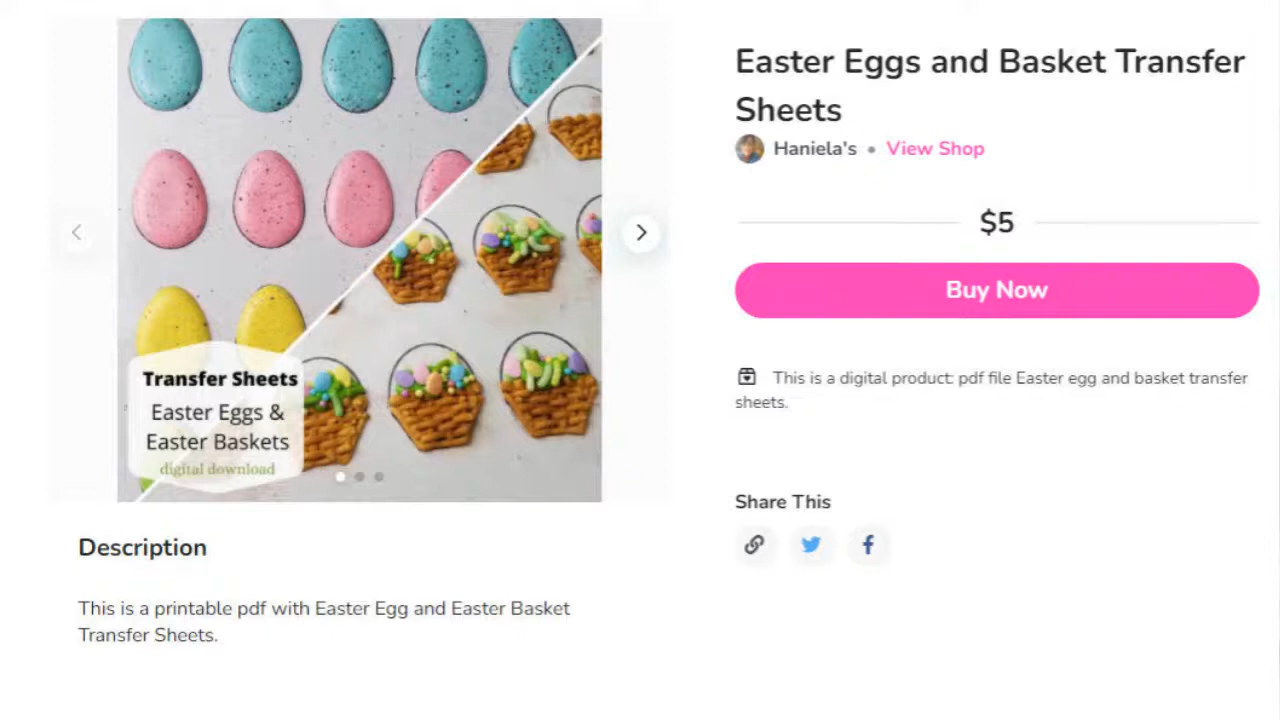 Transfer Sheets
Easter Eggs &
Easter Baskets
digital download
Description
This is a printable pdf with Easter Egg and Easter Basket
Transfer Sheets.
Easter Eggs and Basket Transfer
Sheets
Haniela's • View Shop
$5
Buy Now
This is a digital product: pdf file Easter egg and basket transfer
sheets.
Share This